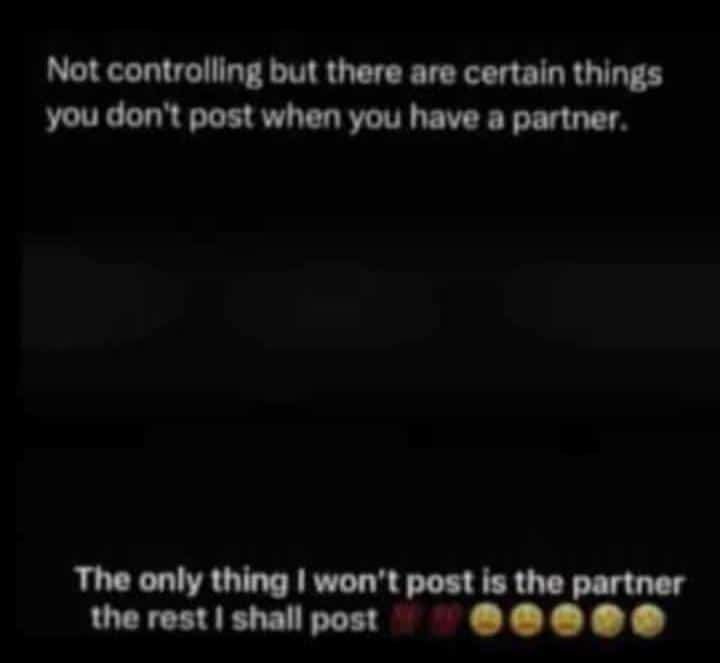 Not controlling but there are certain things
you don't post when you have a partner.
The only thing I won't post is the partner
the rest I shall post 💯💯😩😩😩😂😂